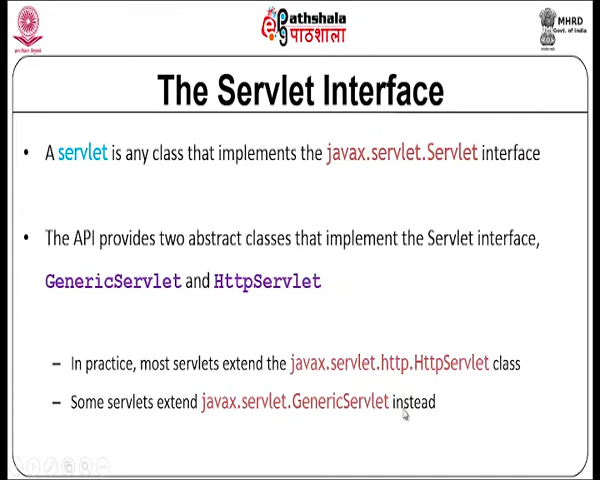 ePathshala
पाठशाला
MHRD
Govt. of India
The Servlet Interface
• A servlet is any class that implements the javax.servlet.Servlet interface
• The API provides two abstract classes that implement the Servlet interface,
GenericServlet and HttpServlet
– In practice, most servlets extend the javax.servlet.http.HttpServlet class
– Some servlets extend javax.servlet.GenericServlet instead